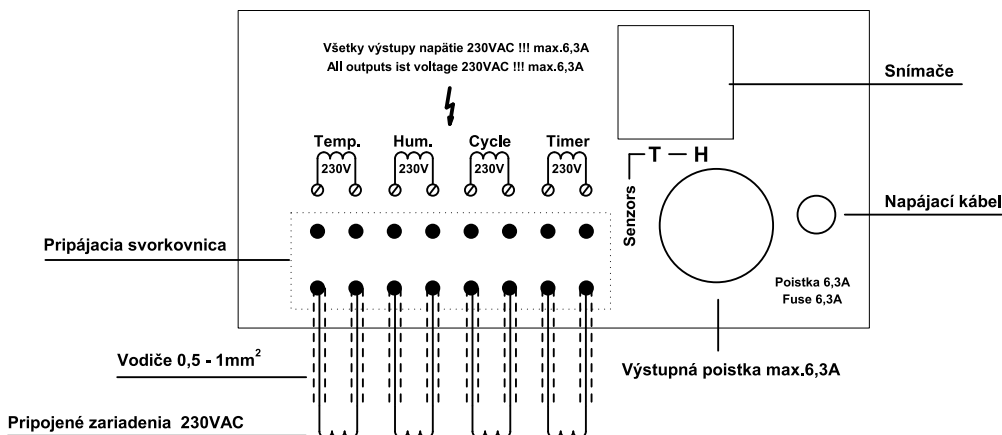 Všetky výstupy napätie 230VAC !!! max.6,3A
All outputs ist voltage 230VAC !!! max.6,3A
Snímače
Temp. Hum. Cycle Timer
230V 230V 230V 230V
T H
Senzors
Napájací kábel
Pripájacia svorkovnica
Poistka 6,3A
Fuse 6,3A
Vodiče 0,5 - 1mm²
Výstupná poistka max.6,3A
Pripojené zariadenia 230VAC